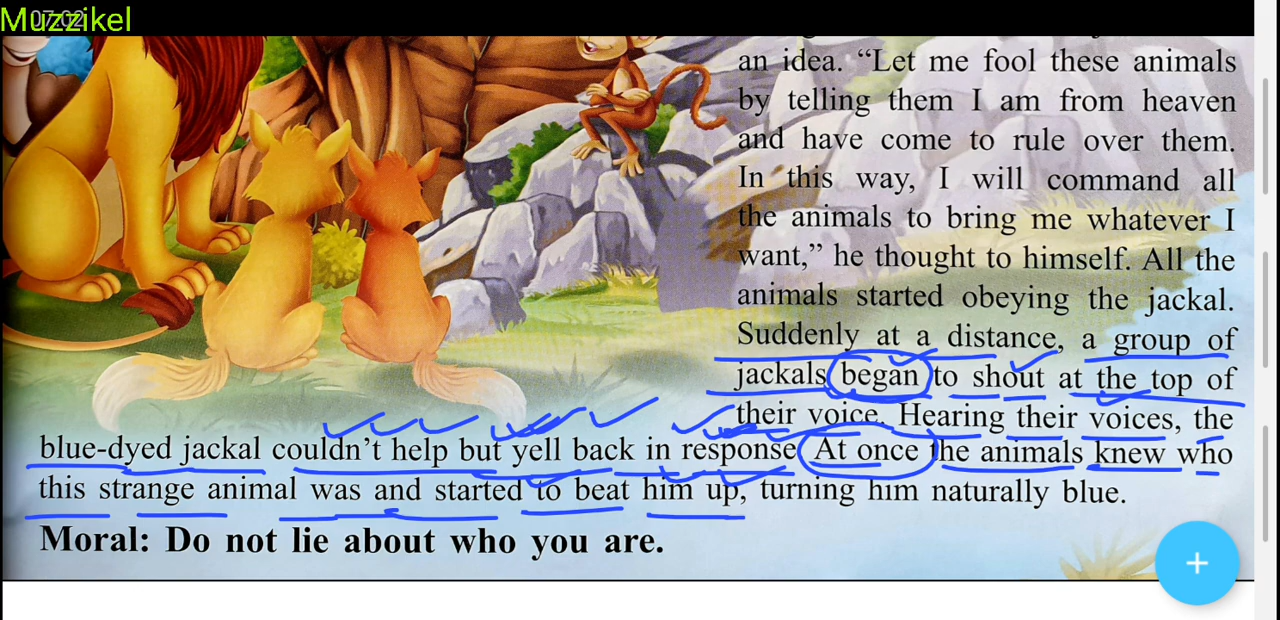 Muzzikel
07:02
an idea. “Let me fool these animals
by telling them I am from heaven
and have come to rule over them.
In this way, I will command all
the animals to bring me whatever I
want,” he thought to himself. All the
animals started obeying the jackal.
Suddenly at a distance, a group of
jackals began to shout at the top of
their voice. Hearing their voices, the
blue-dyed jackal couldn’t help but yell back in response At once the animals knew who
this strange animal was and started to beat him up, turning him naturally blue.
Moral: Do not lie about who you are.
+